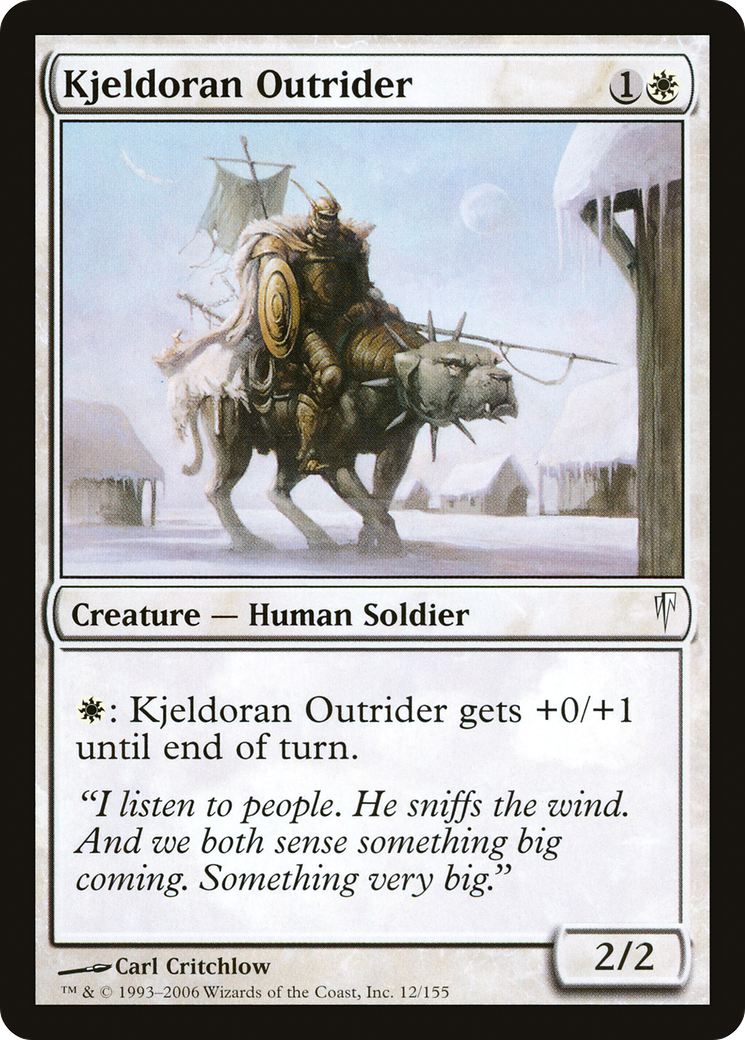 Kjeldoran Outrider 1
Creature — Human Soldier
: Kjeldoran Outrider gets +0/+1
until end of turn.
“I listen to people. He sniffs the wind.
And we both sense something big
coming. Something very big.”
2/2
Carl Critchlow
™ & © 1993–2006 Wizards of the Coast, Inc. 12/155